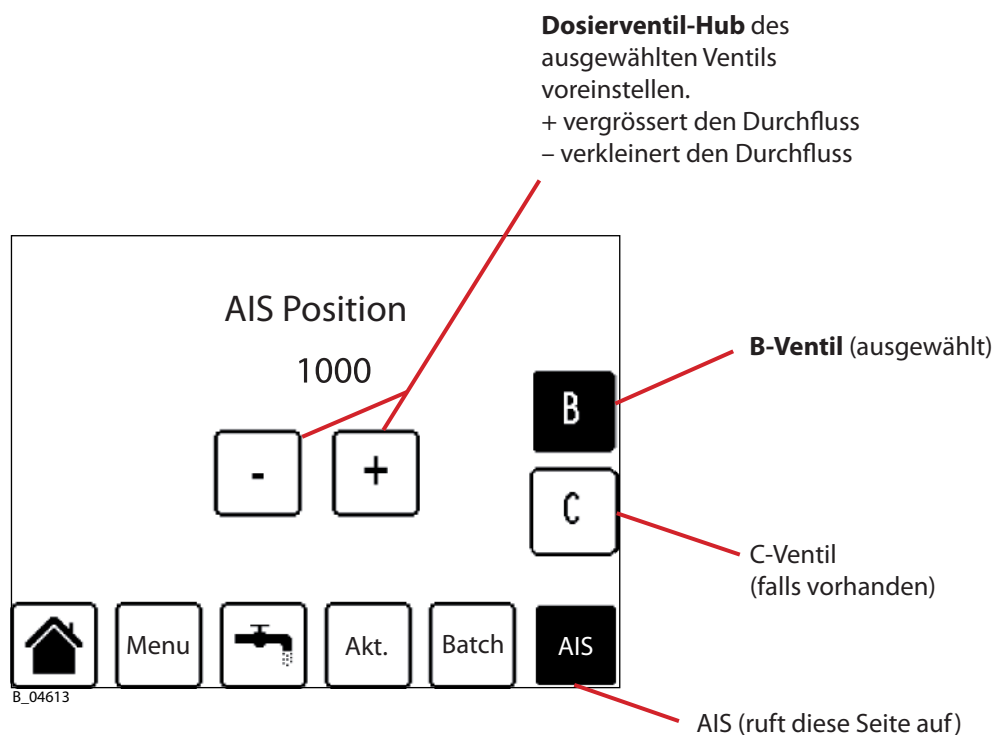 Dosierventil-Hub des
ausgewählten Ventils
voreinstellen.
+ vergrössert den Durchfluss
– verkleinert den Durchfluss
AIS Position
1000
B-Ventil (ausgewählt)
B
-
+
C
C-Ventil
(falls vorhanden)
Menu
Akt.
Batch
AIS
B_04613
AIS (ruft diese Seite auf)